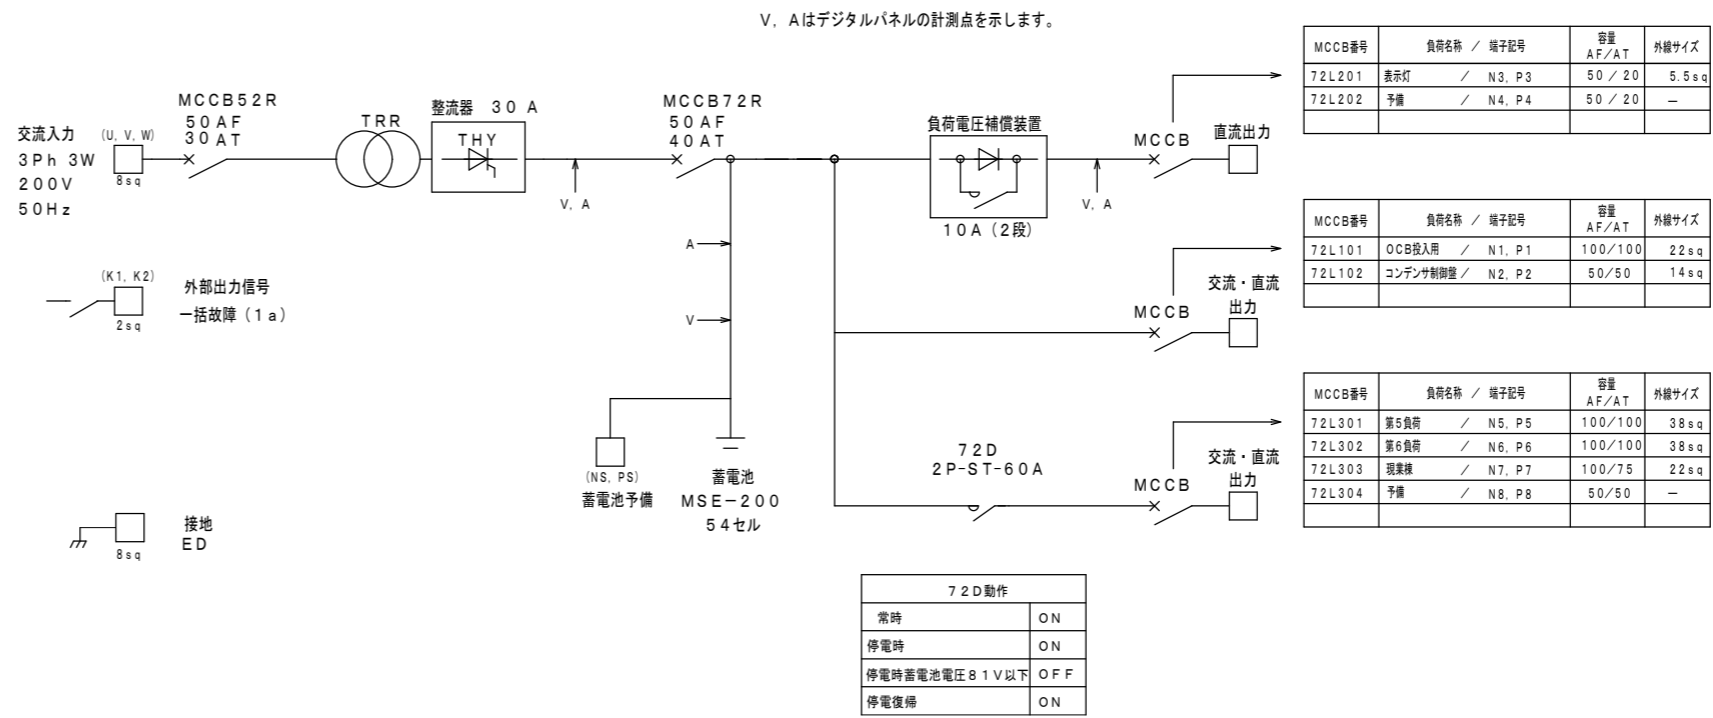 V, Aはデジタルパネルの計測点を示します。
交流入力
3Ph 3W
200V
50Hz
(U, V, W)
8sq
MCCB52R
50AF
30AT
TRR
整流器 30A
THY
V, A
MCCB72R
50AF
40AT
A
V
負荷電圧補償装置
10A (2段)
V, A
MCCB
直流出力
MCCB番号 負荷名称 / 端子記号 容量 AF/AT 外線サイズ
72L201 表示灯 / N3, P3 50/20 5.5sq
72L202 予備 / N4, P4 50/20 —
MCCB
交流・直流
出力
MCCB番号 負荷名称 / 端子記号 容量 AF/AT 外線サイズ
72L101 OCB投入用 / N1, P1 100/100 22sq
72L102 コンデンサ制御盤 / N2, P2 50/50 14sq
(K1, K2)
2sq
外部出力信号
一括故障 (1a)
(NS, PS)
蓄電池予備
蓄電池
MSE-200
54セル
72D
2P-ST-60A
MCCB
交流・直流
出力
MCCB番号 負荷名称 / 端子記号 容量 AF/AT 外線サイズ
72L301 第5負荷 / N5, P5 100/100 38sq
72L302 第6負荷 / N6, P6 100/100 38sq
72L303 現業棟 / N7, P7 100/75 22sq
72L304 予備 / N8, P8 50/50 —
8sq
接地
ED
72D動作
常時 ON
停電時 ON
停電時蓄電池電圧81V以下 OFF
停電復帰 ON